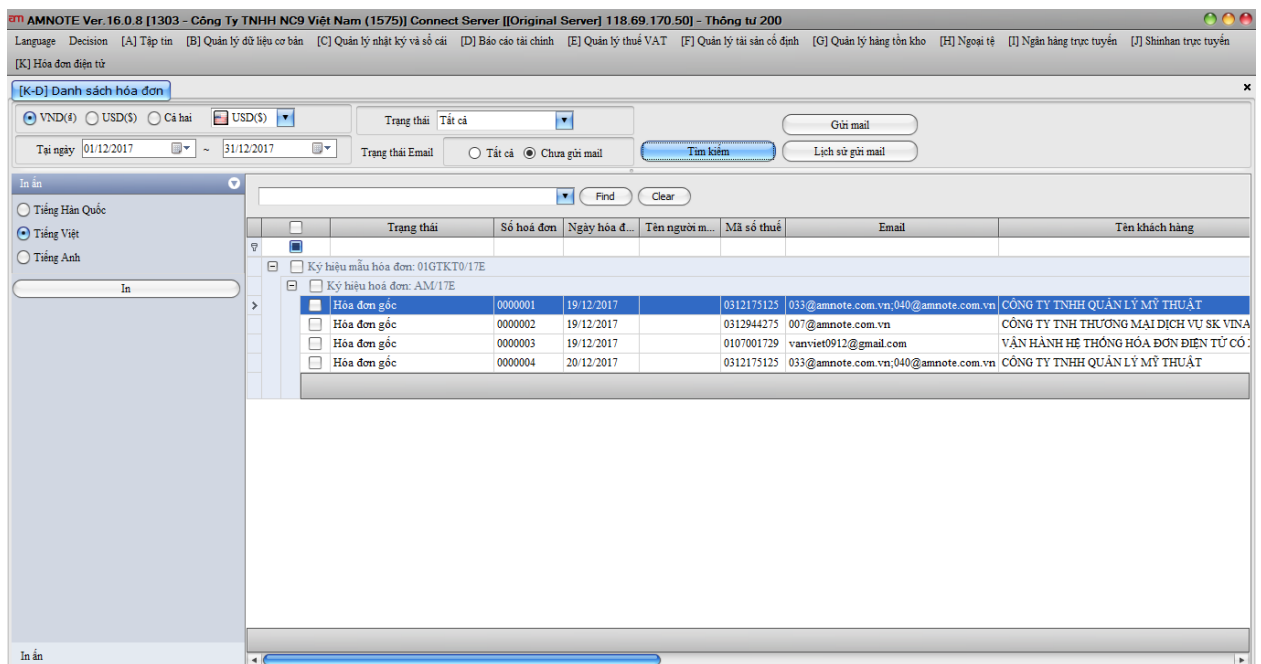 am AMNOTE Ver.16.0.8 [1303 - Công Ty TNHH NC9 Việt Nam (1575)] Connect Server [[Original Server] 118.69.170.50] - Thông tư 200
Language Decision [A] Tập tin [B] Quản lý dữ liệu cơ bản [C] Quản lý nhật ký và sổ cái [D] Báo cáo tài chính [E] Quản lý thuế VAT [F] Quản lý tài sản cố định [G] Quản lý hàng tồn kho [H] Ngoại tệ [I] Ngân hàng trực tuyến [J] Shinhan trực tuyến
[K] Hóa đơn điện tử
[K-D] Danh sách hóa đơn
VND(đ) USD($) Cả hai USD($) Trạng thái Tất cả Gửi mail
Tại ngày 01/12/2017 ~ 31/12/2017 Trạng thái Email Tất cả Chưa gửi mail Tìm kiếm Lịch sử gửi mail
In ấn
Tiếng Hàn Quốc
Tiếng Việt
Tiếng Anh
In
Find Clear
Trạng thái Số hoá đơn Ngày hóa đ... Tên người m... Mã số thuế Email Tên khách hàng
Ký hiệu mẫu hóa đơn: 01GTKT0/17E
Ký hiệu hoá đơn: AM/17E
Hóa đơn gốc 0000001 19/12/2017 0312175125 033@amnote.com.vn;040@amnote.com.vn CÔNG TY TNHH QUẢN LÝ MỸ THUẬT
Hóa đơn gốc 0000002 19/12/2017 0312944275 007@amnote.com.vn CÔNG TY TNH THƯƠNG MẠI DỊCH VỤ SK VINA
Hóa đơn gốc 0000003 19/12/2017 0107001729 vanviet0912@gmail.com VẬN HÀNH HỆ THỐNG HÓA ĐƠN ĐIỆN TỬ CÓ
Hóa đơn gốc 0000004 20/12/2017 0312175125 033@amnote.com.vn;040@amnote.com.vn CÔNG TY TNHH QUẢN LÝ MỸ THUẬT
In ấn